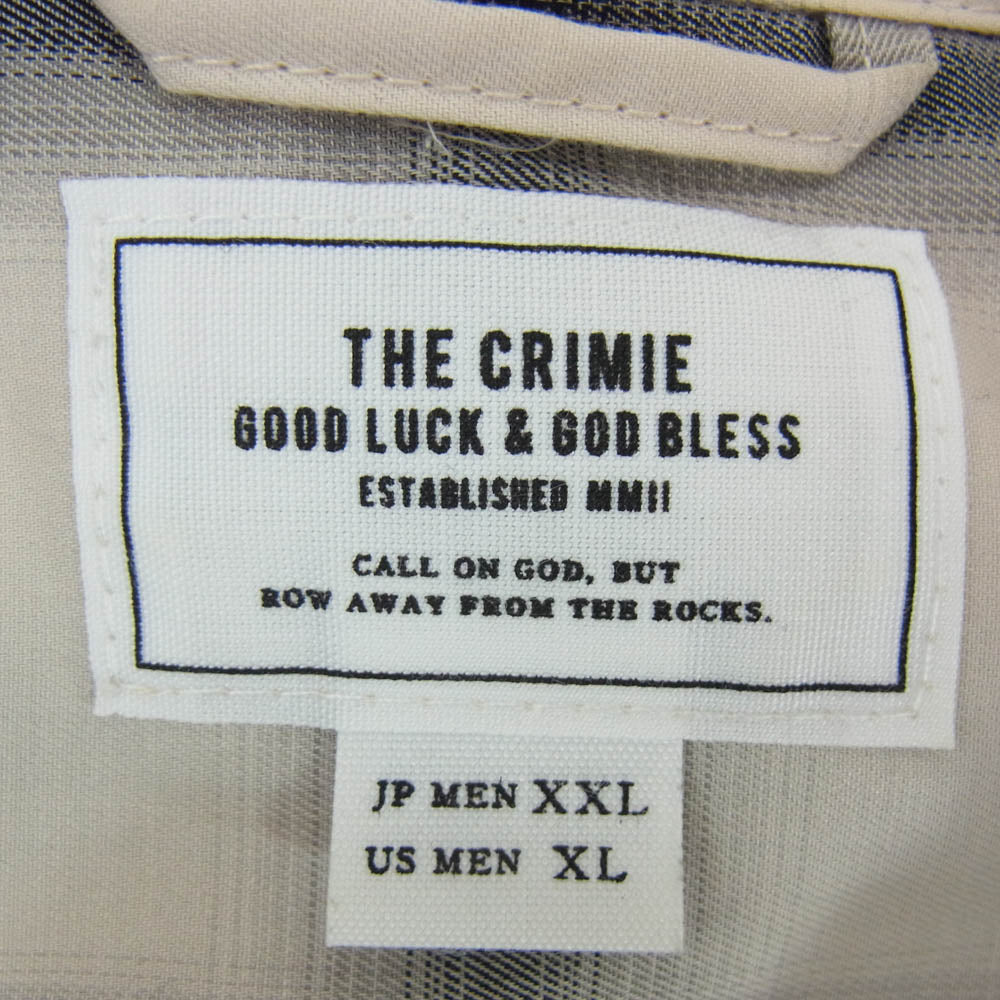 THE CRIMIE
GOOD LUCK & GOD BLESS
ESTABLISHED MMII
CALL ON GOD, BUT
ROW AWAY FROM THE ROCKS.
JP MEN XXL
US MEN XL